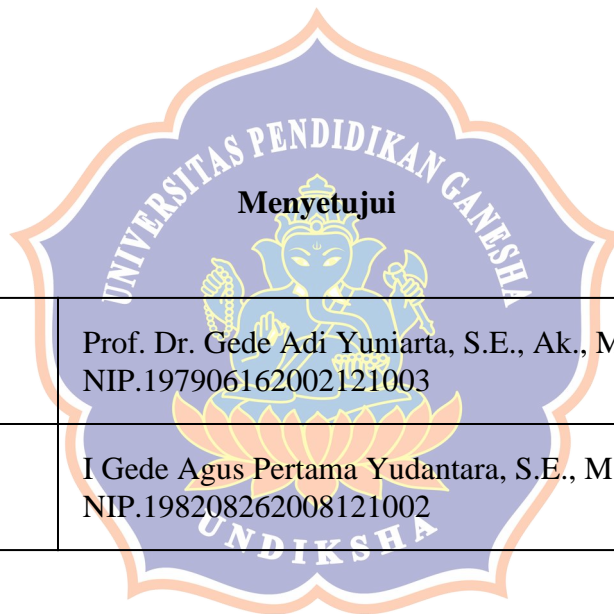 UNIVERSITAS PENDIDIKAN GANESHA
Menyetujui
Prof. Dr. Gede Adi Yuniarta, S.E., Ak., M
NIP.197906162002121003
I Gede Agus Pertama Yudantara, S.E., M
NIP.198208262008121002
UNDIKSHA